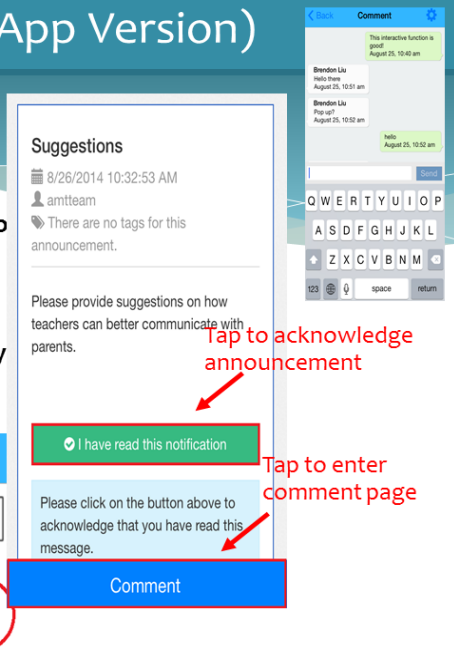 App Version)
Suggestions
8/26/2014 10:32:53 AM
amtteam
There are no tags for this
announcement.
Please provide suggestions on how
teachers can better communicate with
parents.
Tap to acknowledge
announcement
I have read this notification
Tap to enter
comment page
Please click on the button above to
acknowledge that you have read this
message.
Comment
Back Comment
This interactive function is
good!
August 25, 10:40 am
Brendon Liu
Hello there
August 25, 10:51 am
Brendon Liu
Pop up?
August 25, 10:52 am
hello
August 25, 10:52 am
Send
Q W E R T Y U I O P
A S D F G H J K L
Z X C V B N M
123 space return